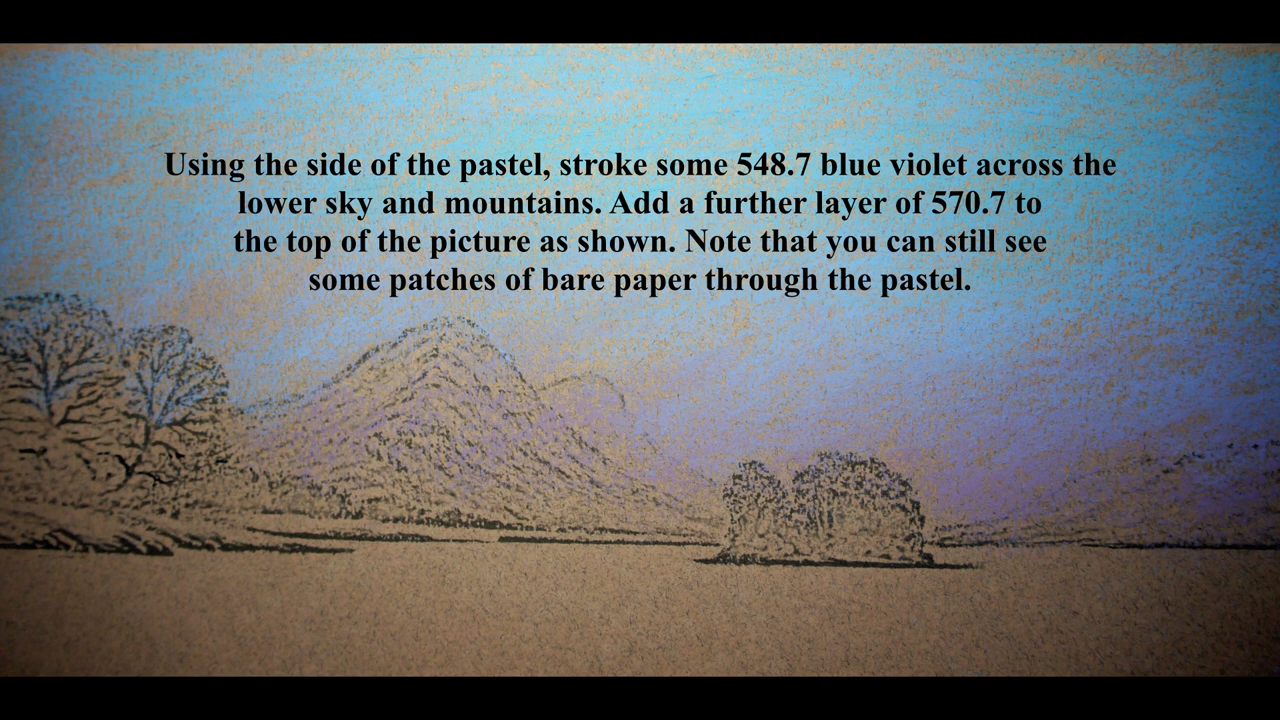 Using the side of the pastel, stroke some 548.7 blue violet across the
lower sky and mountains. Add a further layer of 570.7 to
the top of the picture as shown. Note that you can still see
some patches of bare paper through the pastel.